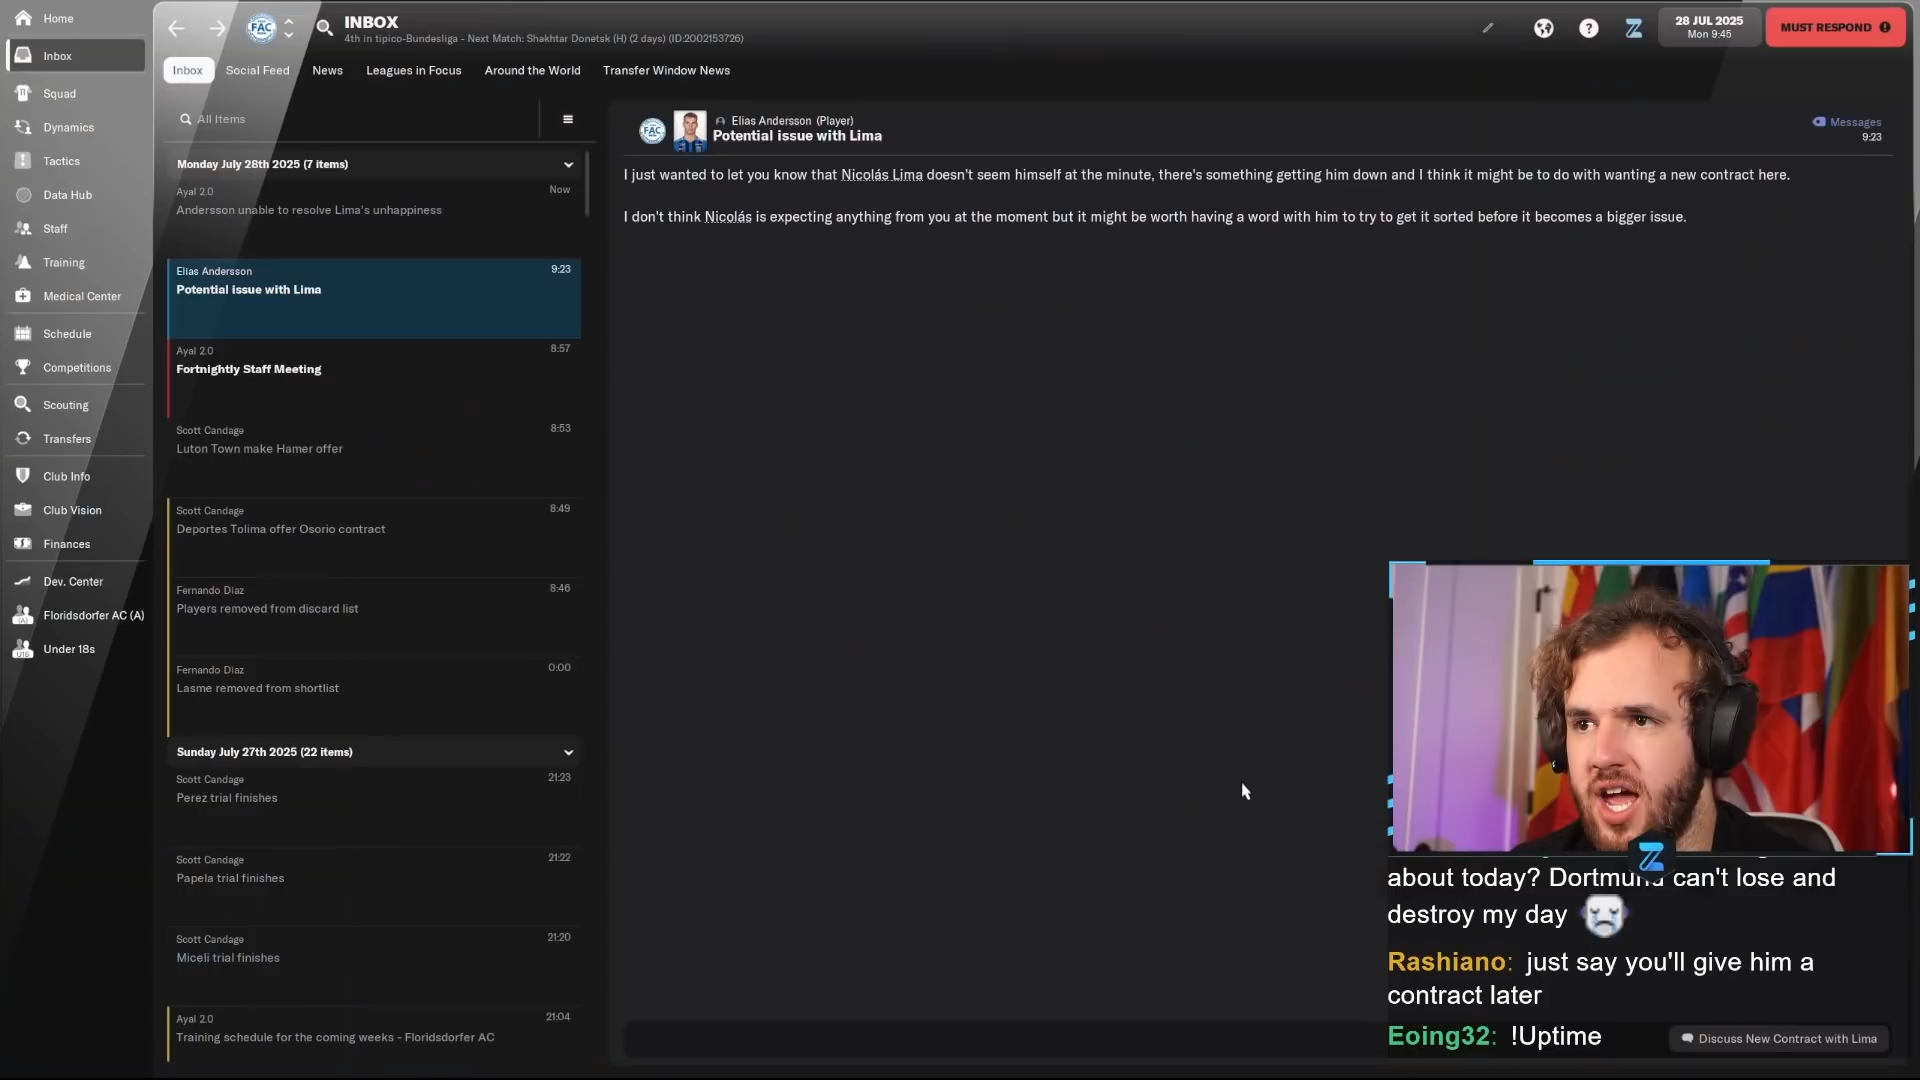 Home
Inbox
Squad
Dynamics
Tactics
Data Hub
Staff
Training
Medical Center
Schedule
Competitions
Scouting
Transfers
Club Info
Club Vision
Finances
Dev. Center
Floridsdorfer AC (A)
Under 18s
FAC
INBOX
4th in tipico-Bundesliga - Next Match: Shakhtar Donetsk (H) (2 days) (ID:2002153726)
28 JUL 2025
Mon 9:45
MUST RESPOND
Inbox
Social Feed
News
Leagues in Focus
Around the World
Transfer Window News
All Items
Monday July 28th 2025 (7 items)
Ayal 2.0
Now
Andersson unable to resolve Lima's unhappiness
Elias Andersson
9:23
Potential issue with Lima
Ayal 2.0
8:57
Fortnightly Staff Meeting
Scott Candage
8:53
Luton Town make Hamer offer
Scott Candage
8:49
Deportes Tolima offer Osorio contract
Fernando Diaz
8:46
Players removed from discard list
Fernando Diaz
0:00
Lasme removed from shortlist
Sunday July 27th 2025 (22 items)
Scott Candage
21:23
Perez trial finishes
Scott Candage
21:22
Papela trial finishes
Scott Candage
21:20
Miceli trial finishes
Ayal 2.0
21:04
Training schedule for the coming weeks - Floridsdorfer AC
FAC
Elias Andersson (Player)
Potential issue with Lima
Messages
9:23
I just wanted to let you know that Nicolás Lima doesn't seem himself at the minute, there's something getting him down and I think it might be to do with wanting a new contract here.
I don't think Nicolás is expecting anything from you at the moment but it might be worth having a word with him to try to get it sorted before it becomes a bigger issue.
about today? Dortmund can't lose and
destroy my day
Rashiano: just say you'll give him a
contract later
Eoing32: !Uptime
Discuss New Contract with Lima